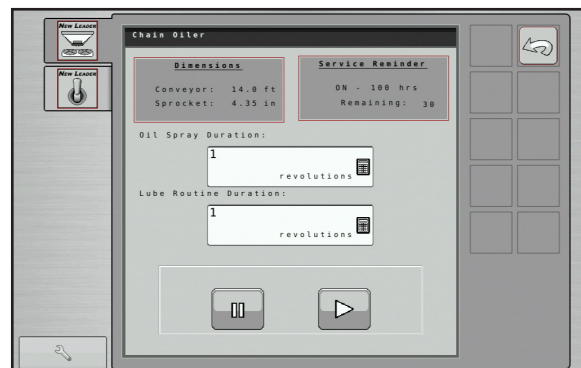 New Leader
New Leader
Chain Oiler
Dimensions
Conveyor: 14.0 ft
Sprocket: 4.35 in
Service Reminder
ON - 100 hrs
Remaining: 30
Oil Spray Duration:
1
revolutions
Lube Routine Duration:
1
revolutions